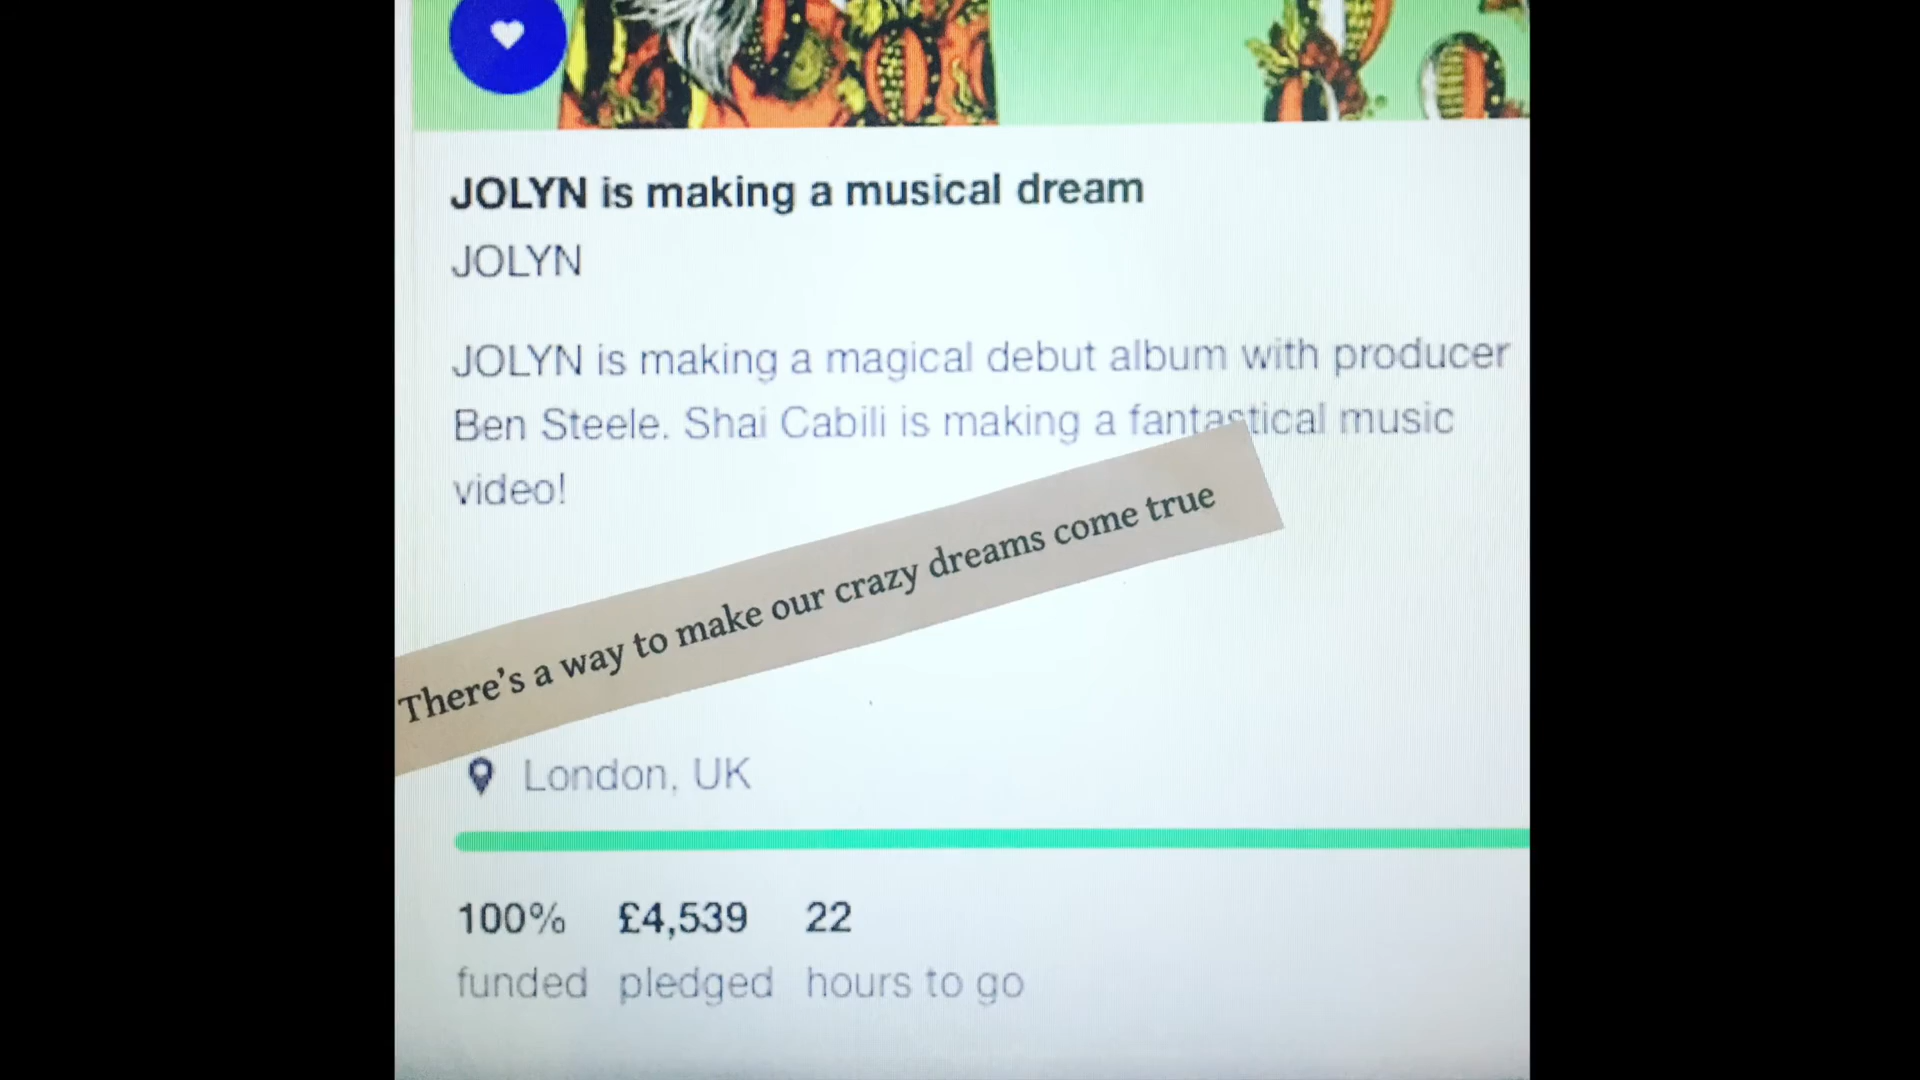 JOLYN is making a musical dream
JOLYN
JOLYN is making a magical debut album with producer
Ben Steele. Shai Cabili is making a fantastical music
video!
There's a way to make our crazy dreams come true
London, UK
100% £4,539 22
funded pledged hours to go